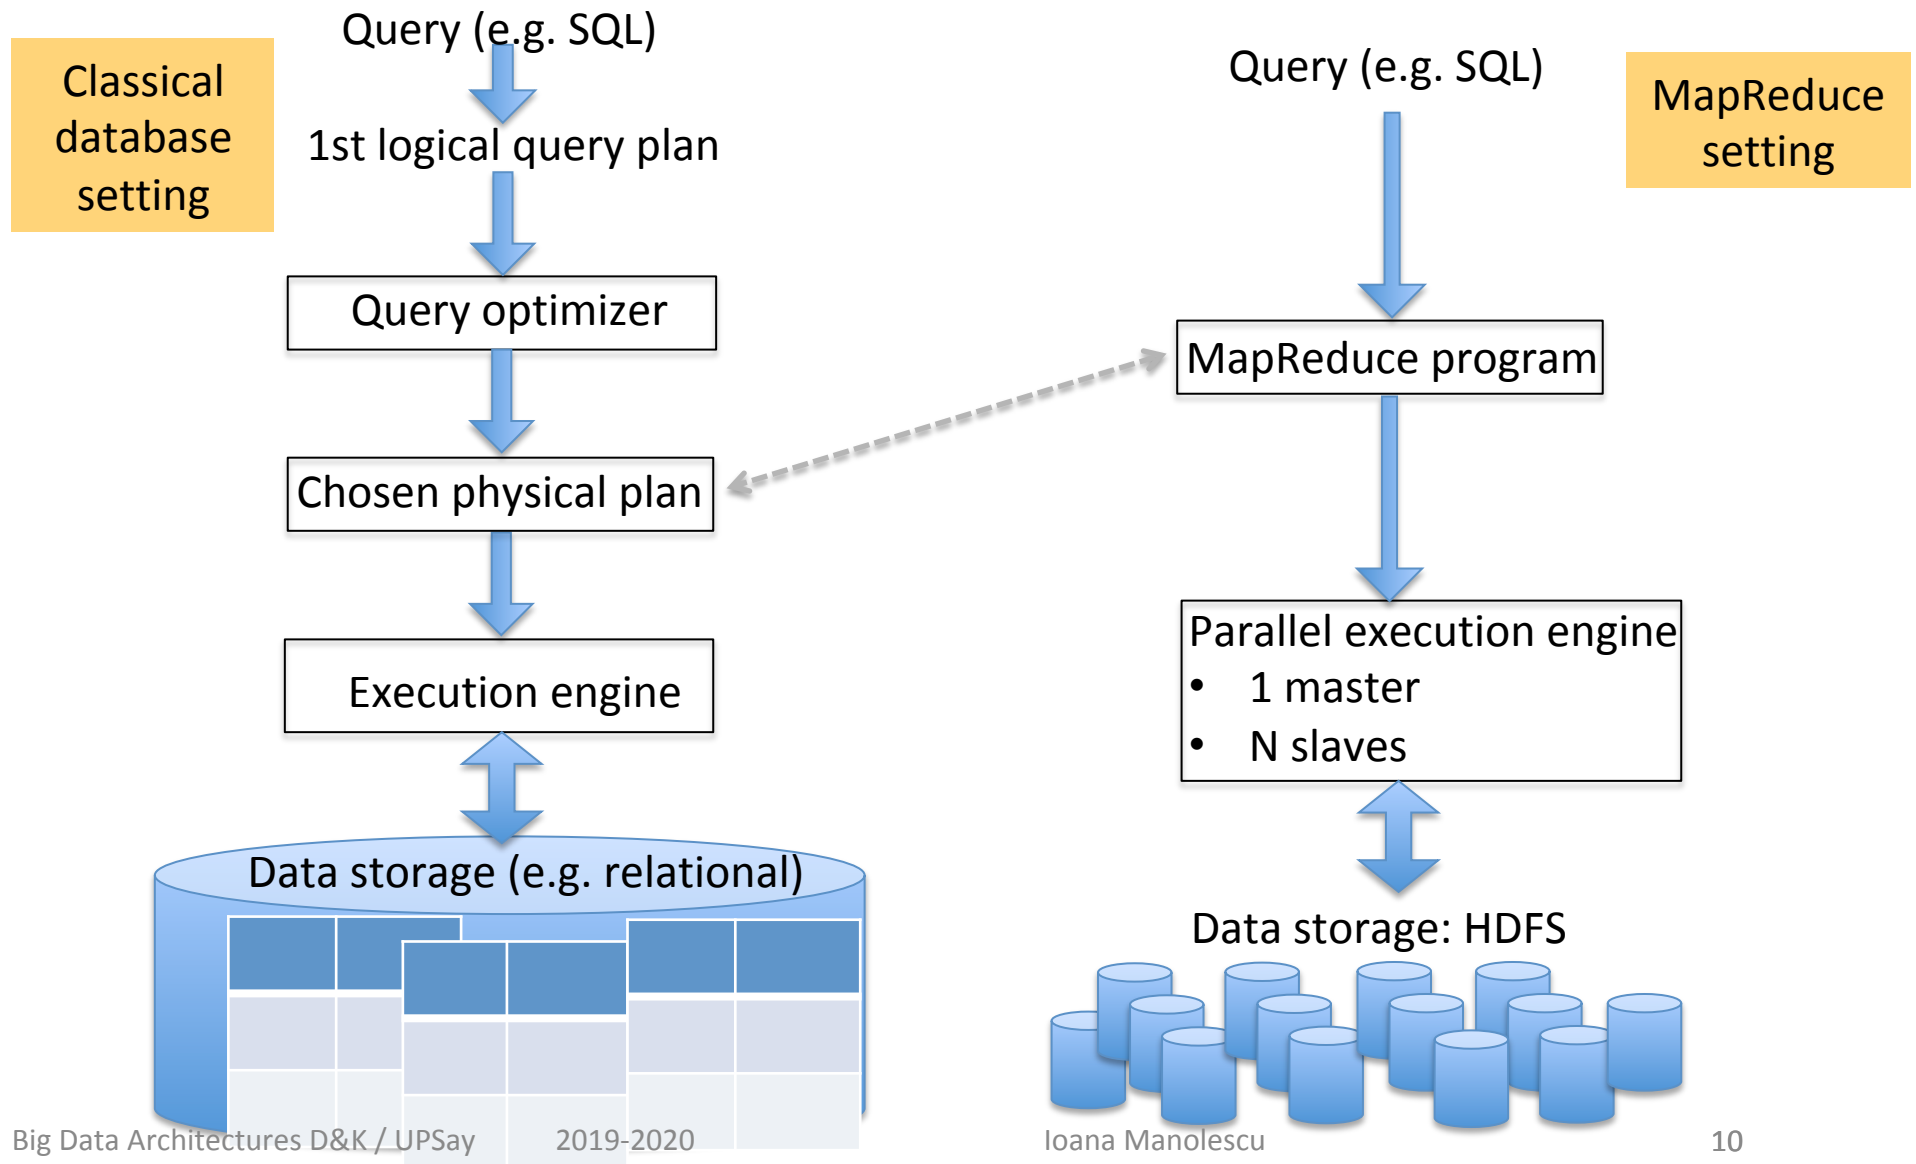 Classical
database
setting
Query (e.g. SQL)
1st logical query plan
Query optimizer
Chosen physical plan
Execution engine
Data storage (e.g. relational)
Query (e.g. SQL)
MapReduce
setting
MapReduce program
Parallel execution engine
• 1 master
• N slaves
Data storage: HDFS
Big Data Architectures D&K / UPSay 2019-2020 Ioana Manolescu 10